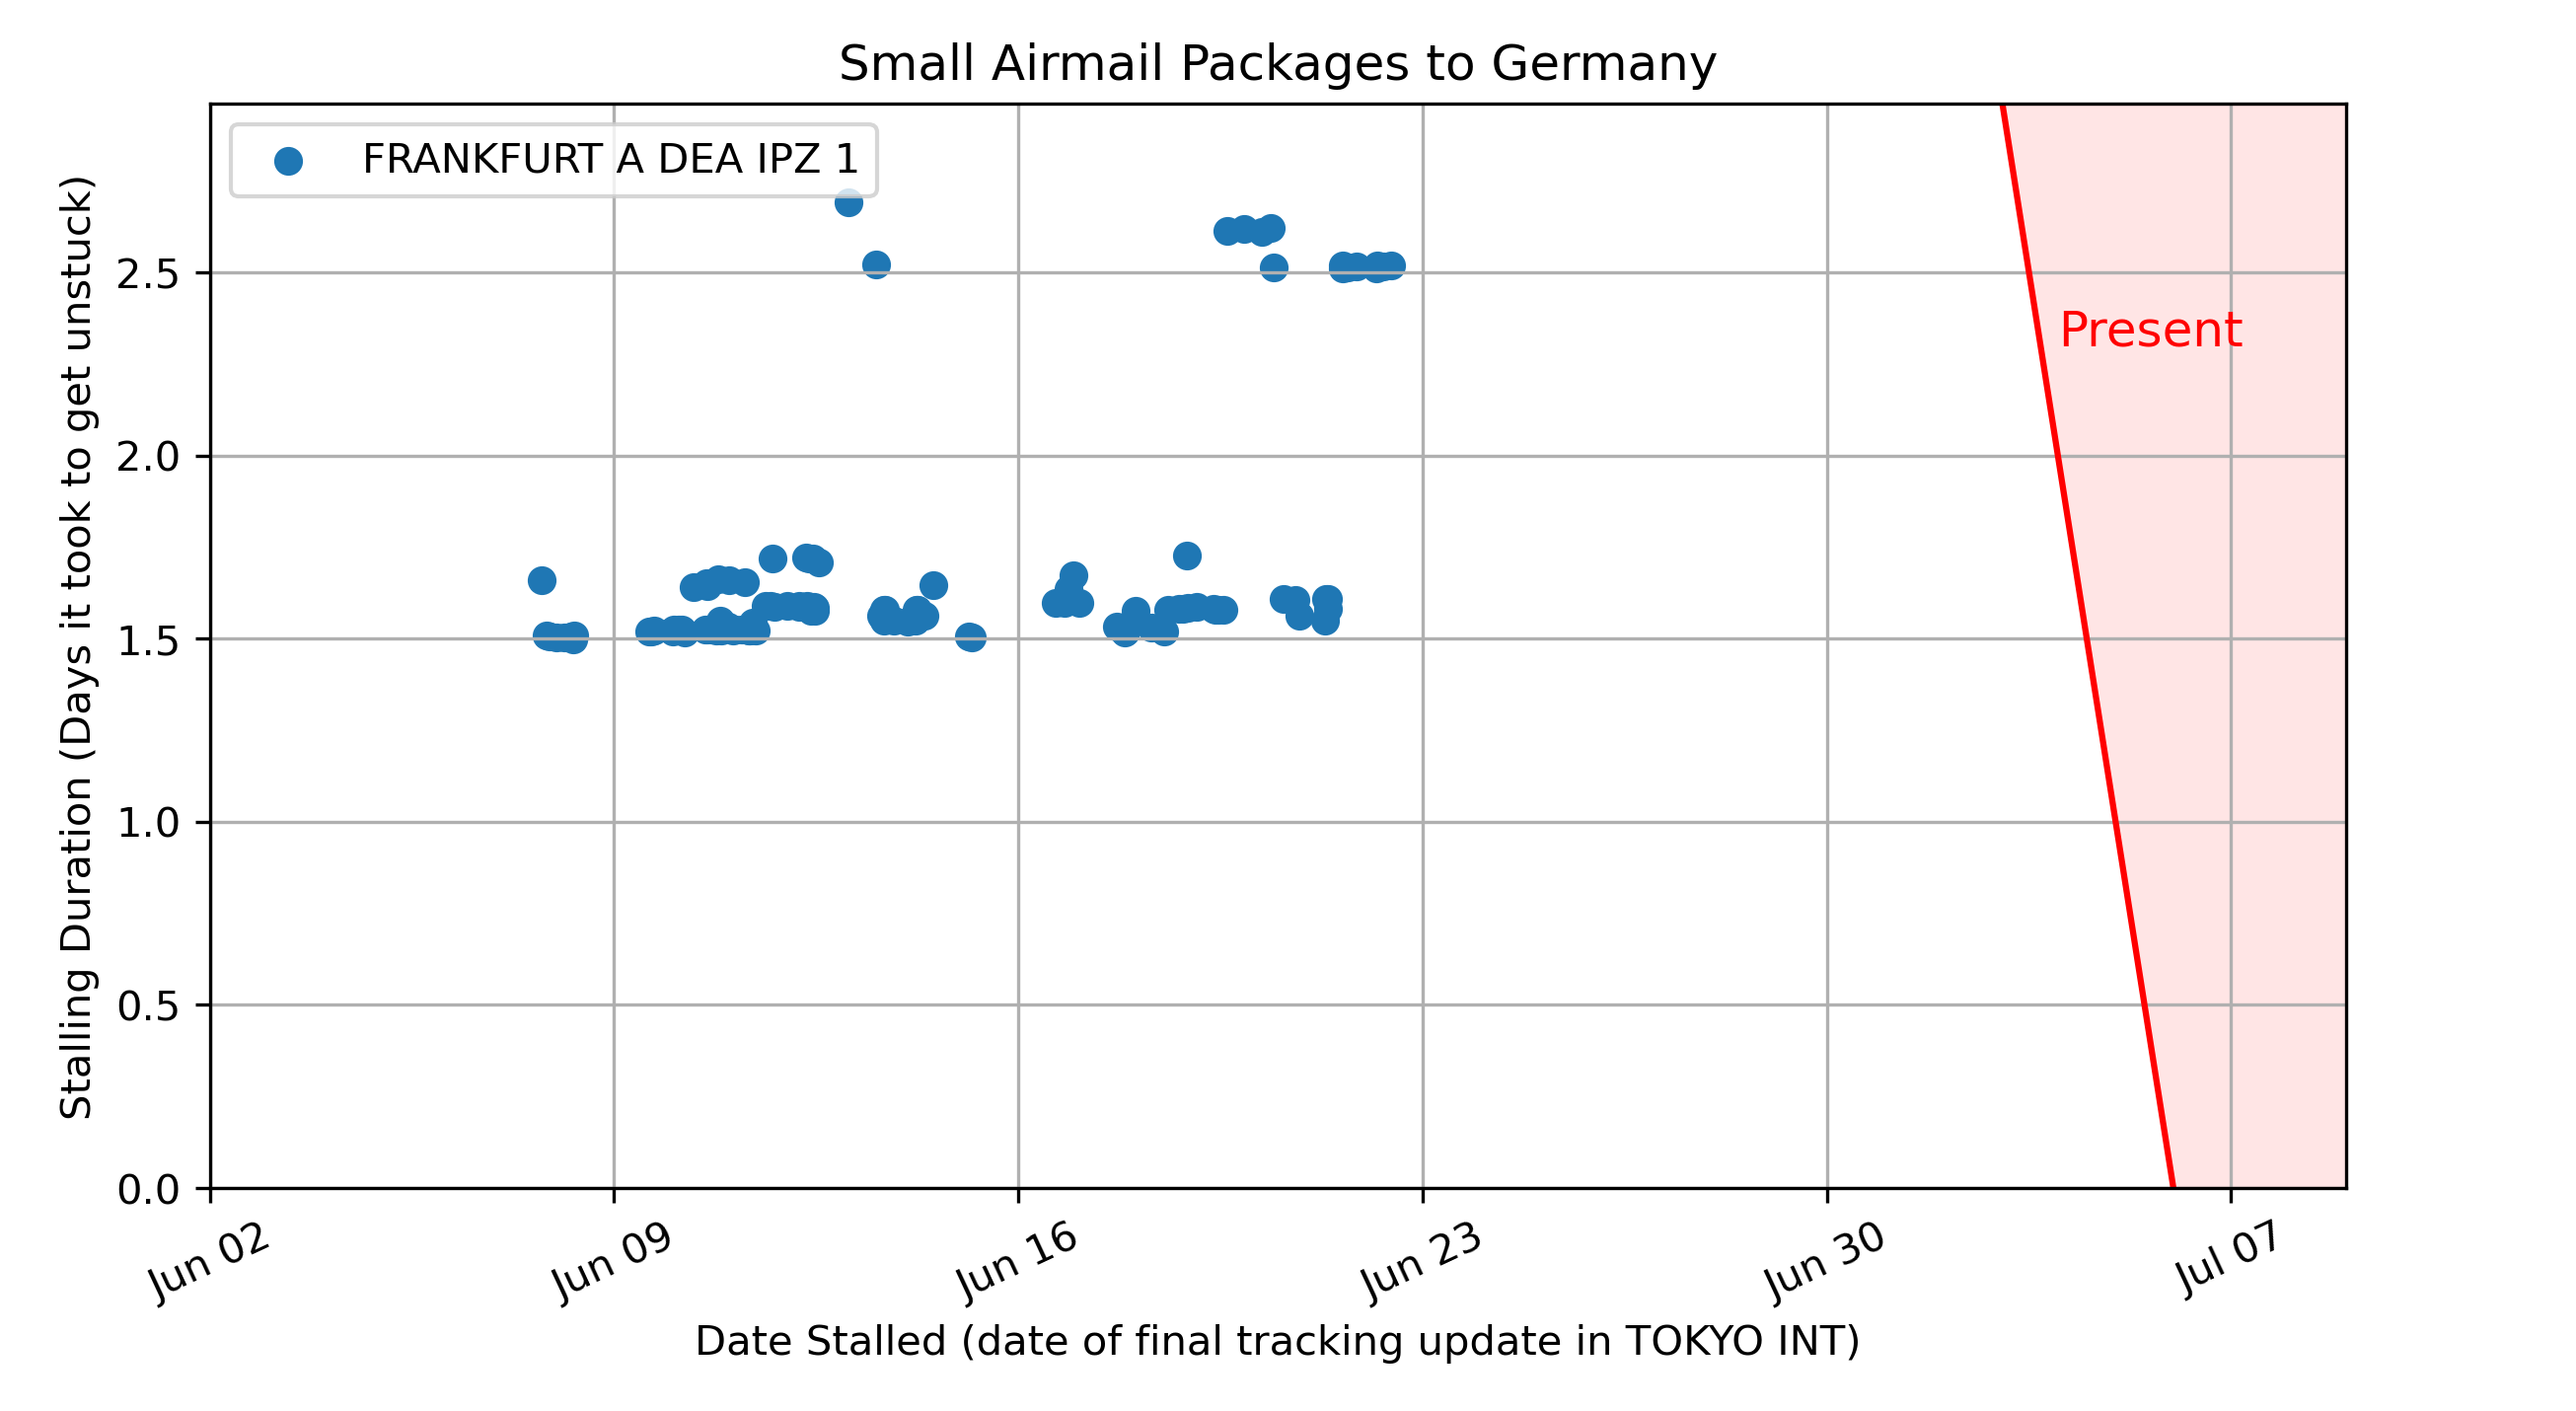 Small Airmail Packages to Germany
FRANKFURT A DEA IPZ 1
Present
Stalling Duration (Days it took to get unstuck)
2.5
2.0
1.5
1.0
0.5
0.0
Jun 02
Jun 09
Jun 16
Jun 23
Jun 30
Jul 07
Date Stalled (date of final tracking update in TOKYO INT)